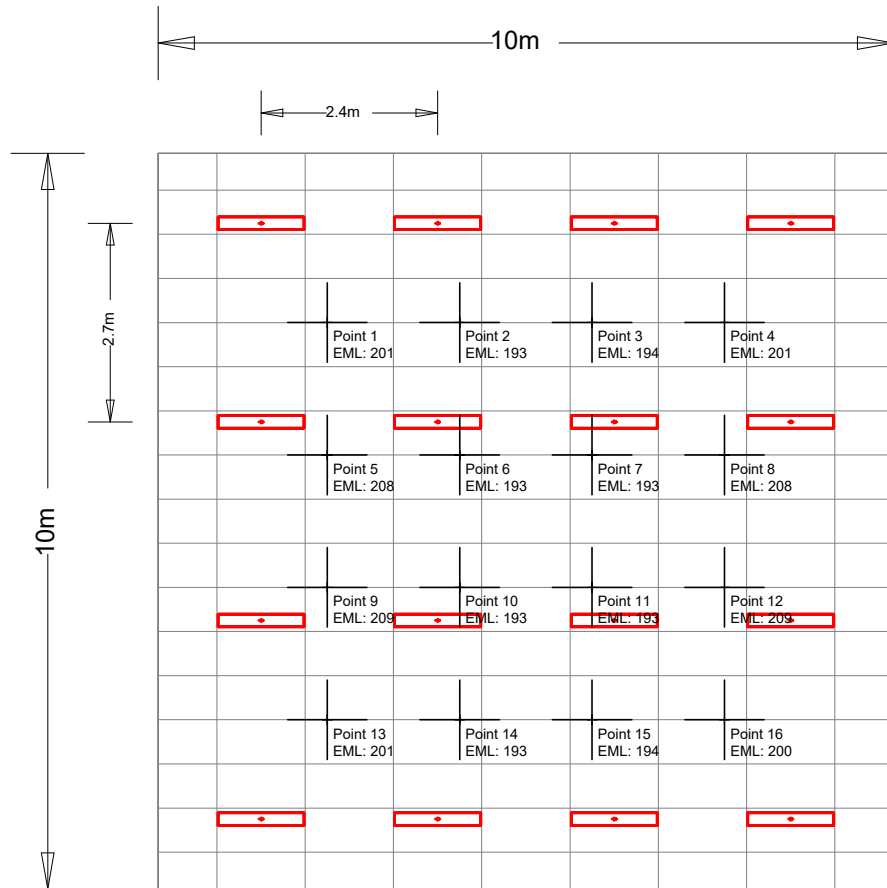 10m
2.4m
2.7m
10m
Point 1
EML: 201
Point 2
EML: 193
Point 3
EML: 194
Point 4
EML: 201
Point 5
EML: 208
Point 6
EML: 193
Point 7
EML: 193
Point 8
EML: 208
Point 9
EML: 209
Point 10
EML: 193
Point 11
EML: 193
Point 12
EML: 209
Point 13
EML: 201
Point 14
EML: 193
Point 15
EML: 194
Point 16
EML: 200